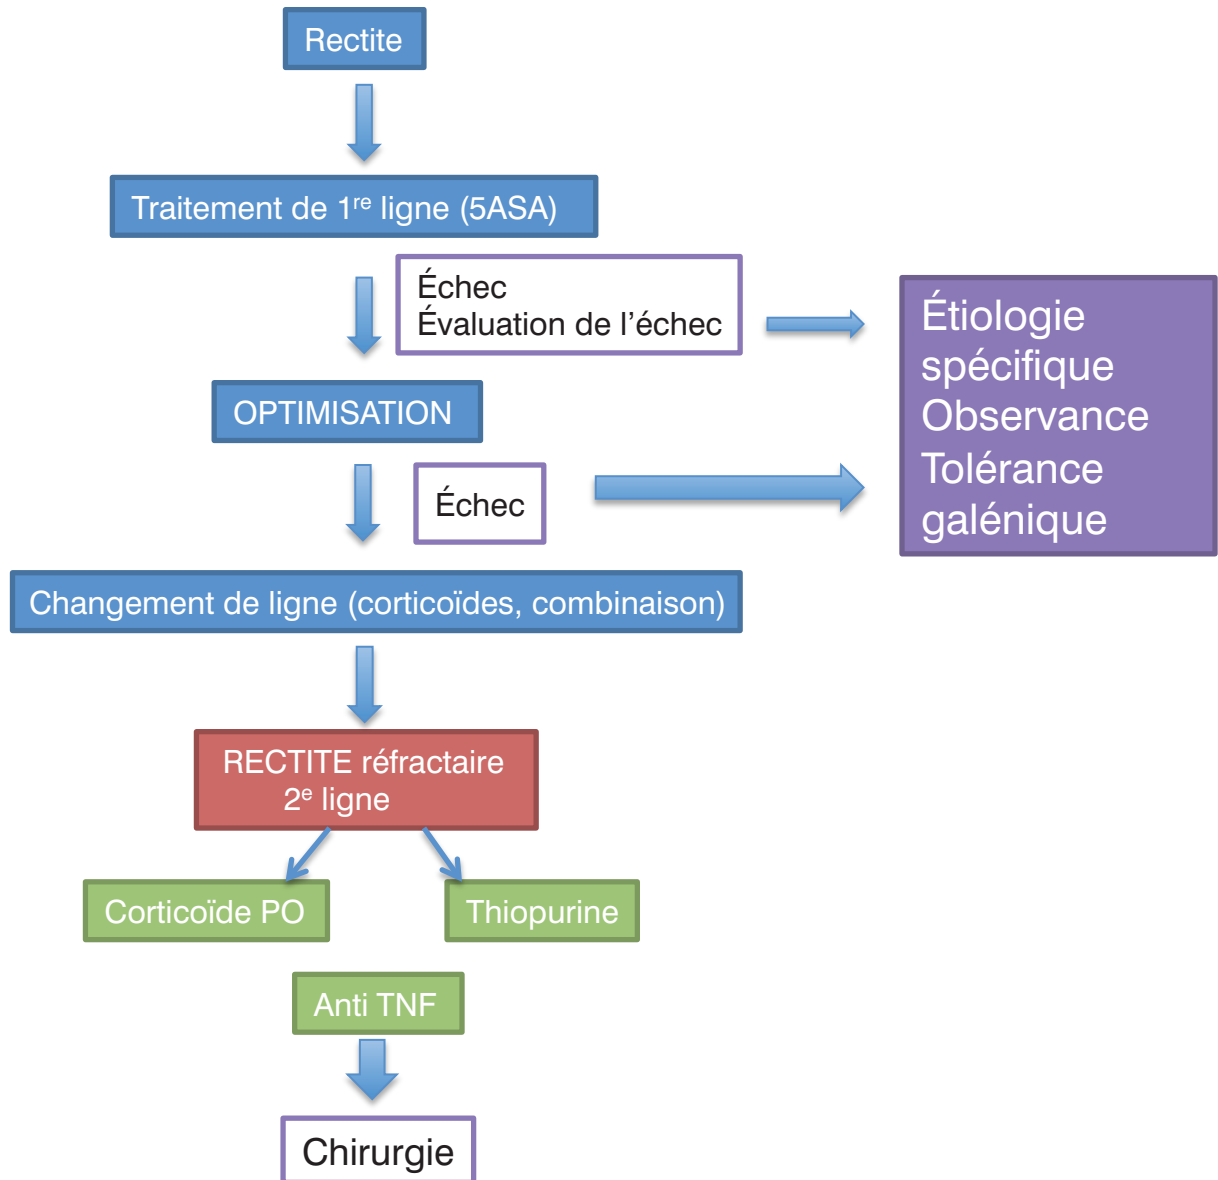 Rectite
Traitement de 1re ligne (5ASA)
Échec
Évaluation de l’échec
Étiologie
spécifique
Observance
Tolérance
galénique
OPTIMISATION
Échec
Changement de ligne (corticoïdes, combinaison)
RECTITE réfractaire
2e ligne
Corticoïde PO
Thiopurine
Anti TNF
Chirurgie